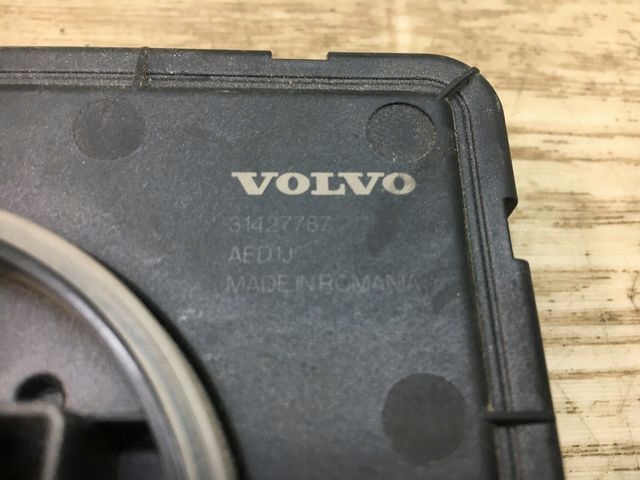 VOLVO
31427767
AED1J
MADE IN ROMANIA